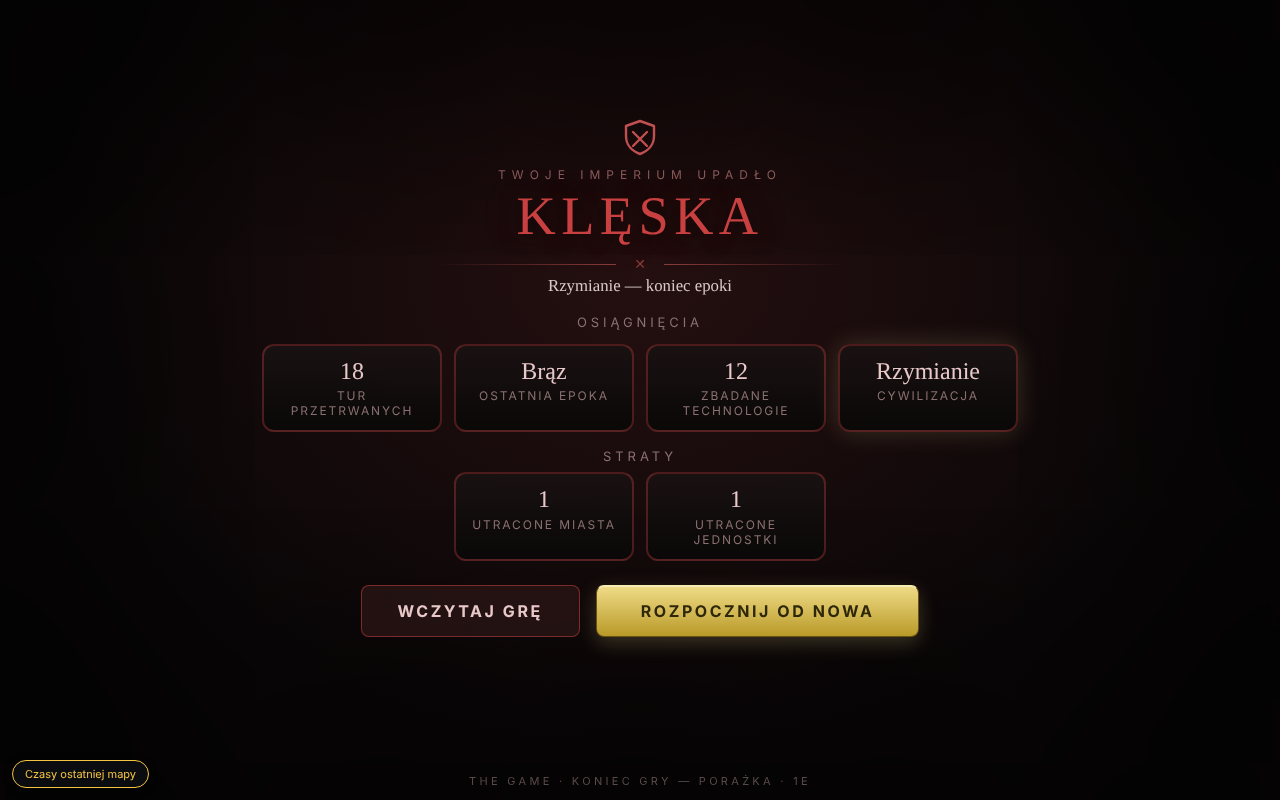 TWOJE IMPERIUM UPADŁO
KLĘSKA
Rzymianie — koniec epoki
OSIĄGNIĘCIA
18
TUR
PRZETRWANYCH
Brąz
OSTATNIA EPOKA
12
ZBADANE
TECHNOLOGIE
Rzymianie
CYWILIZACJA
STRATY
1
UTRACONE MIASTA
1
UTRACONE
JEDNOSTKI
WCZYTAJ GRĘ
ROZPOCZNIJ OD NOWA
Czasy ostatniej mapy
THE GAME · KONIEC GRY — PORAŻKA · 1E